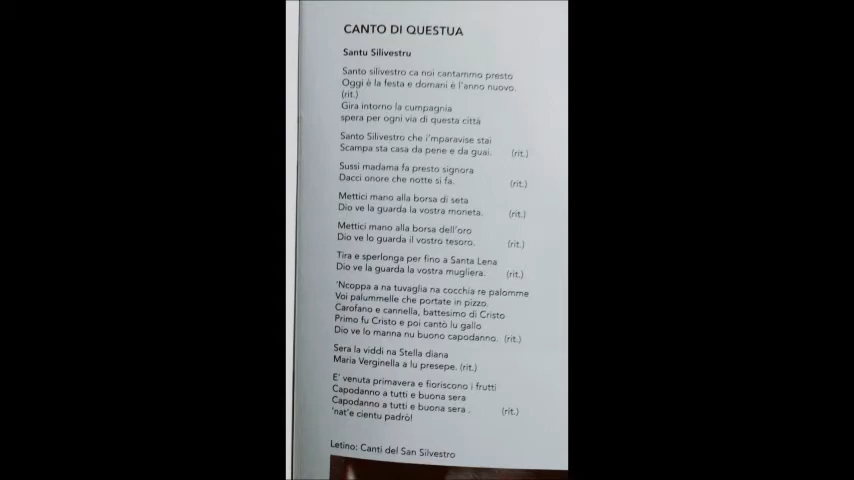 CANTO DI QUESTUA
Santu Silivestru
Santo silivestro ca noi cantammo presto
Oggi è la festa e domani è l'anno nuovo.
(rit.)
Gira intorno la cumpagnia
spera per ogni via di questa città
Santo Silivestro che i'mparavise stai
Scampa sta casa da pene e da guai. (rit.)
Sussi madama fa presto signora
Dacci onore che notte si fa. (rit.)
Mettici mano alla borsa di seta
Dio ve la guarda la vostra moneta. (rit.)
Mettici mano alla borsa dell'oro
Dio ve lo guarda il vostro tesoro. (rit.)
Tira e sperlonga per fino a Santa Lena
Dio ve la guarda la vostra mugliera. (rit.)
'Ncoppa a na tuvaglia na cocchia re palomme
Voi palummelle che portate in pizzo.
Carofano e cannella, battesimo di Cristo
Primo fu Cristo e poi cantò lu gallo
Dio ve lo manna nu buono capodanno. (rit.)
Sera la viddi na Stella diana
Maria Verginella a lu presepe. (rit.)
E' venuta primavera e fioriscono i frutti
Capodanno a tutti e buona sera
Capodanno a tutti e buona sera . (rit.)
'nat'e cientu padrò!
Letino: Canti del San Silvestro